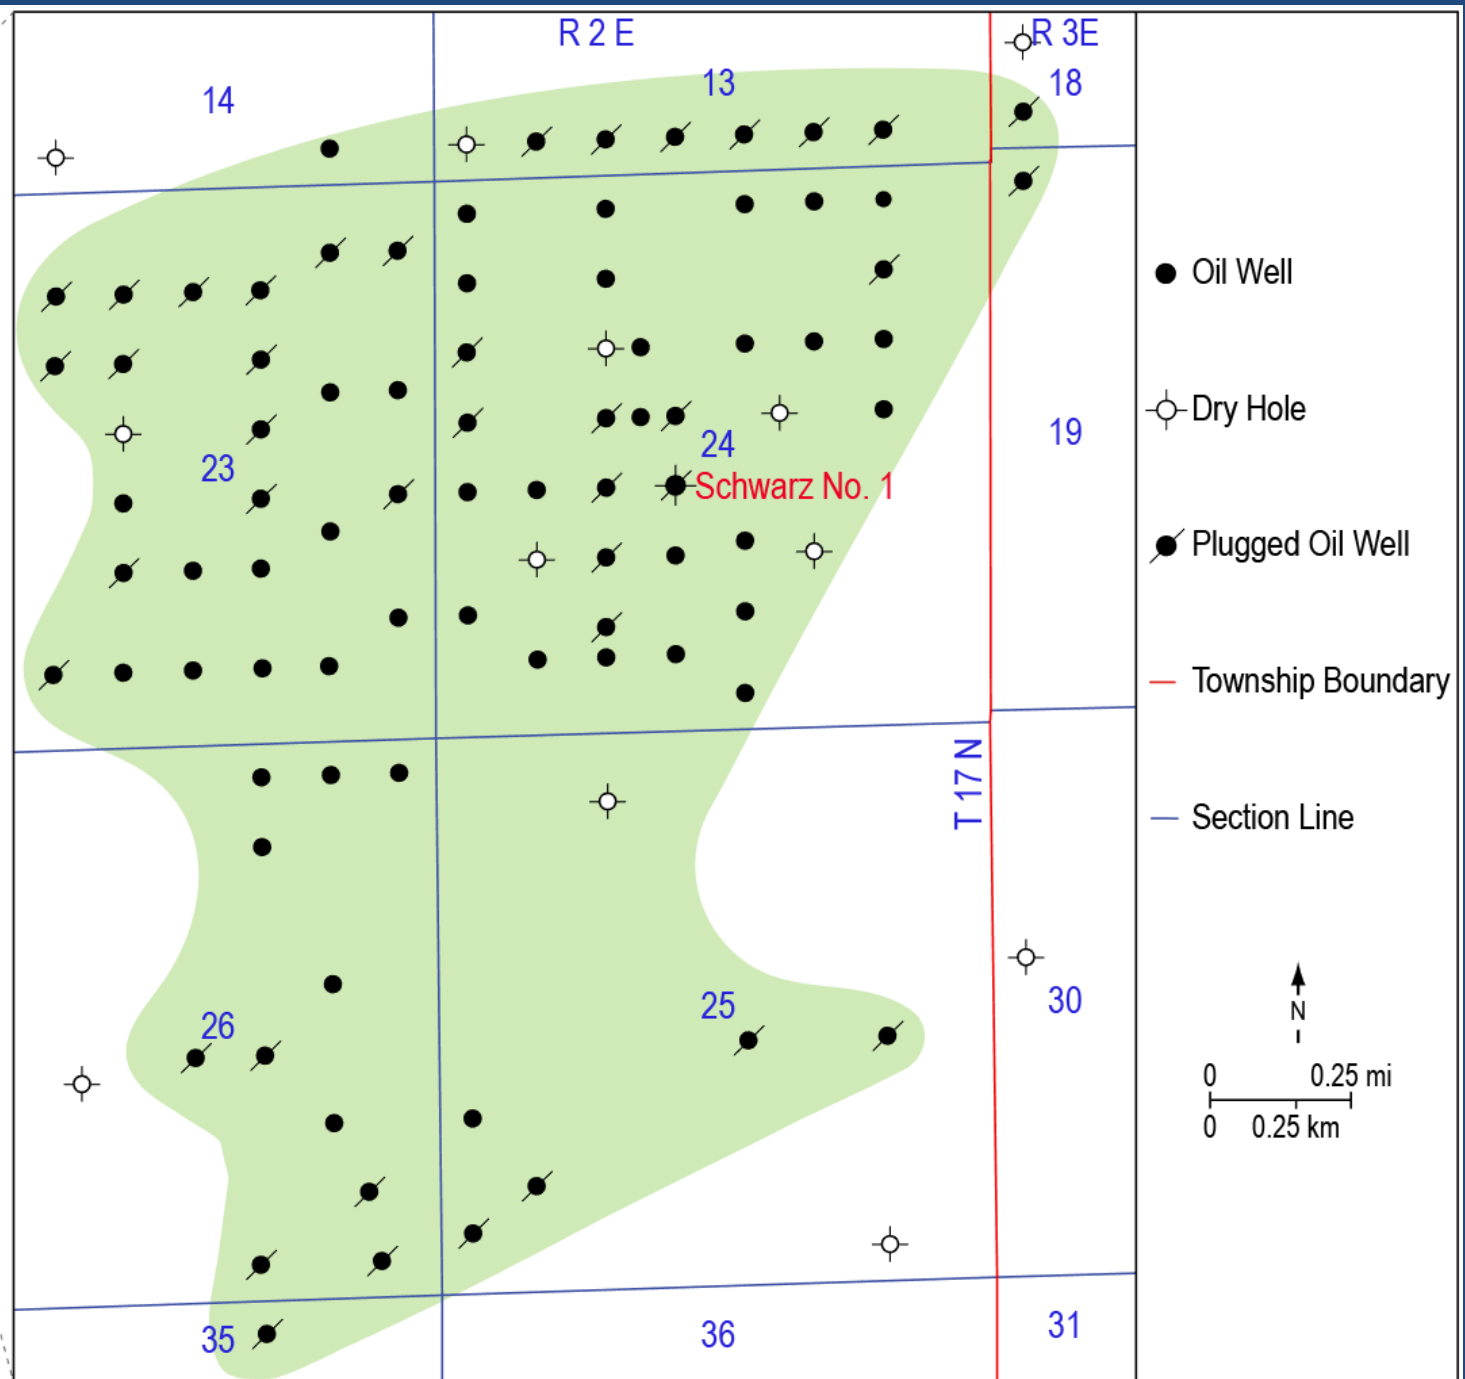 R 2 E
R 3E
14
13
18
Oil Well
Dry Hole
23
24
19
Schwarz No. 1
Plugged Oil Well
Township Boundary
T 17 N
Section Line
26
25
30
N
0 0.25 mi
0 0.25 km
35
36
31